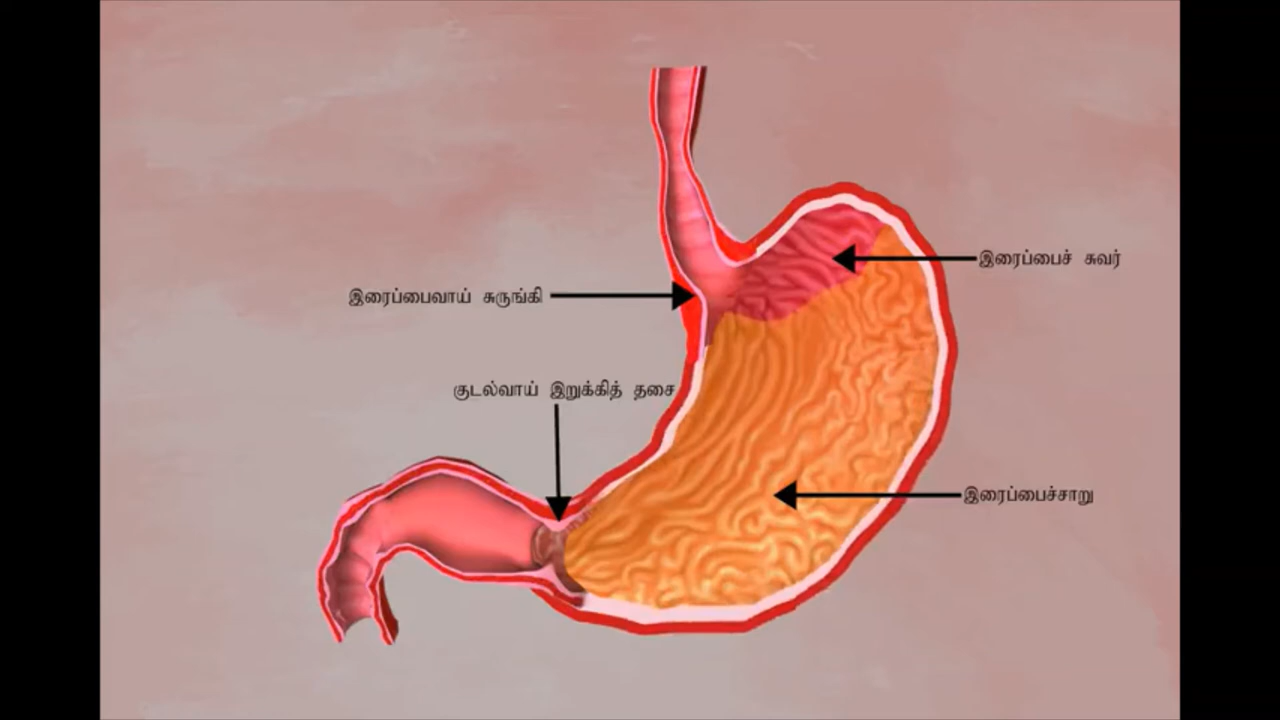 இரைப்பைச் சுவர்
இரைப்பைவாய் சுருங்கி
குடல்வாய் இறுக்கித் தசை
இரைப்பைச்சாறு